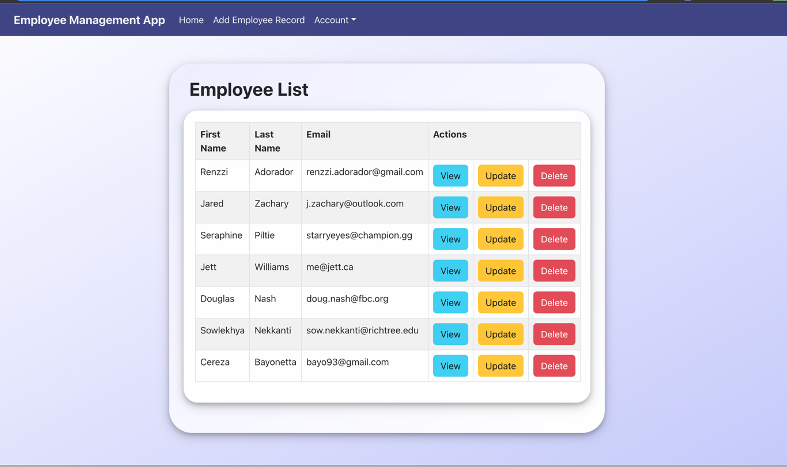 Employee Management App Home Add Employee Record Account
Employee List
First Name Last Name Email Actions
Renzzi Adorador renzzi.adorador@gmail.com View Update Delete
Jared Zachary j.zachary@outlook.com View Update Delete
Seraphine Piltie starryeyes@champion.gg View Update Delete
Jett Williams me@jett.ca View Update Delete
Douglas Nash doug.nash@fbc.org View Update Delete
Sowlekhya Nekkanti sow.nekkanti@richtree.edu View Update Delete
Cereza Bayonetta bayo93@gmail.com View Update Delete